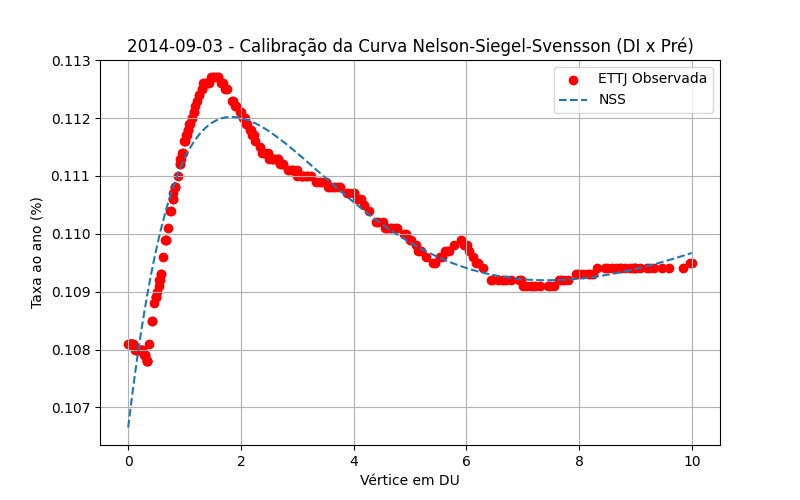 2014-09-03 - Calibração da Curva Nelson-Siegel-Svensson (DI x Pré)
0.113
0.112
0.111
0.110
0.109
0.108
0.107
Taxa ao ano (%)
ETTJ Observada
NSS
0
2
4
6
8
10
Vértice em DU